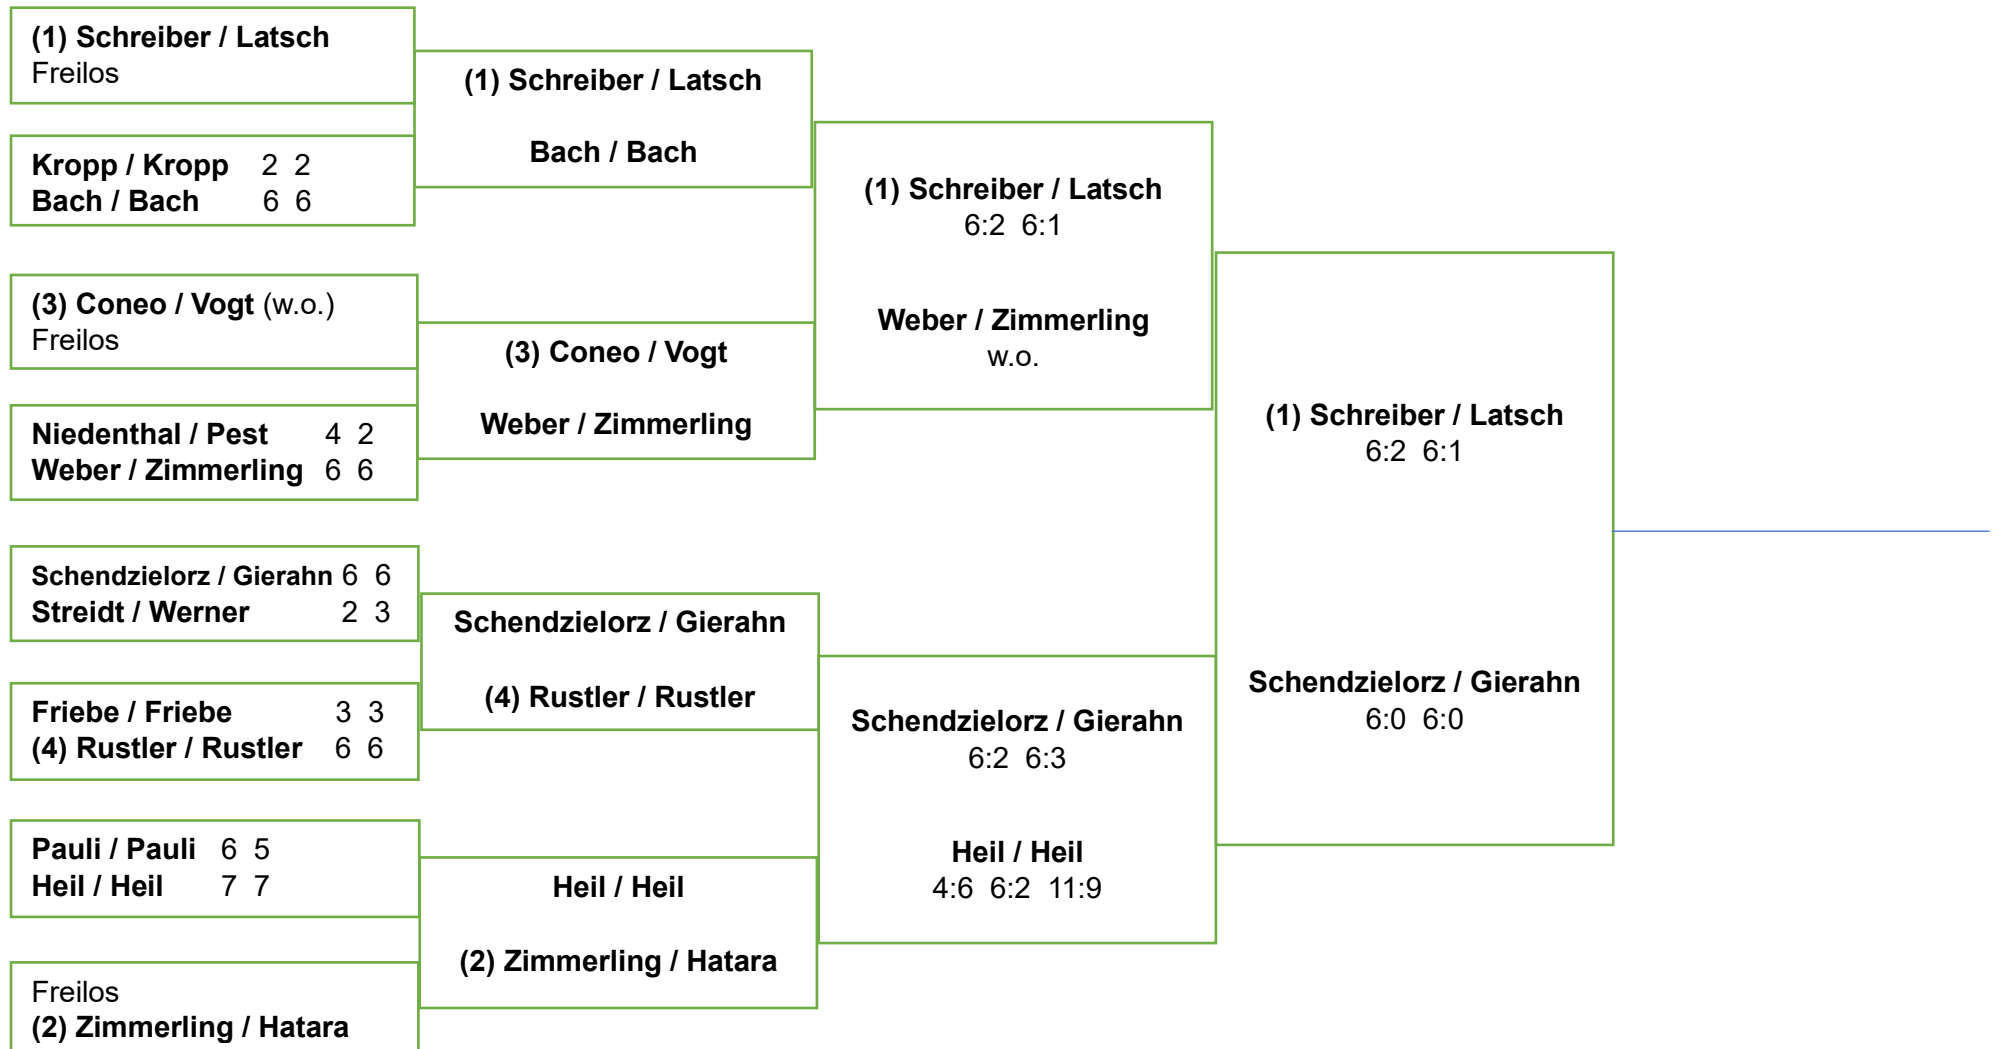 (1) Schreiber / Latsch
Freilos
Kropp / Kropp 2 2
Bach / Bach 6 6
(3) Coneo / Vogt (w.o.)
Freilos
Niedenthal / Pest 4 2
Weber / Zimmerling 6 6
Schendzielorz / Gierahn 6 6
Streidt / Werner 2 3
Friebe / Friebe 3 3
(4) Rustler / Rustler 6 6
Pauli / Pauli 6 5
Heil / Heil 7 7
Freilos
(2) Zimmerling / Hatara
(1) Schreiber / Latsch
Bach / Bach
(3) Coneo / Vogt
Weber / Zimmerling
Schendzielorz / Gierahn
(4) Rustler / Rustler
Heil / Heil
(2) Zimmerling / Hatara
(1) Schreiber / Latsch
6:2 6:1
Weber / Zimmerling
w.o.
Schendzielorz / Gierahn
6:2 6:3
Heil / Heil
4:6 6:2 11:9
(1) Schreiber / Latsch
6:2 6:1
Schendzielorz / Gierahn
6:0 6:0